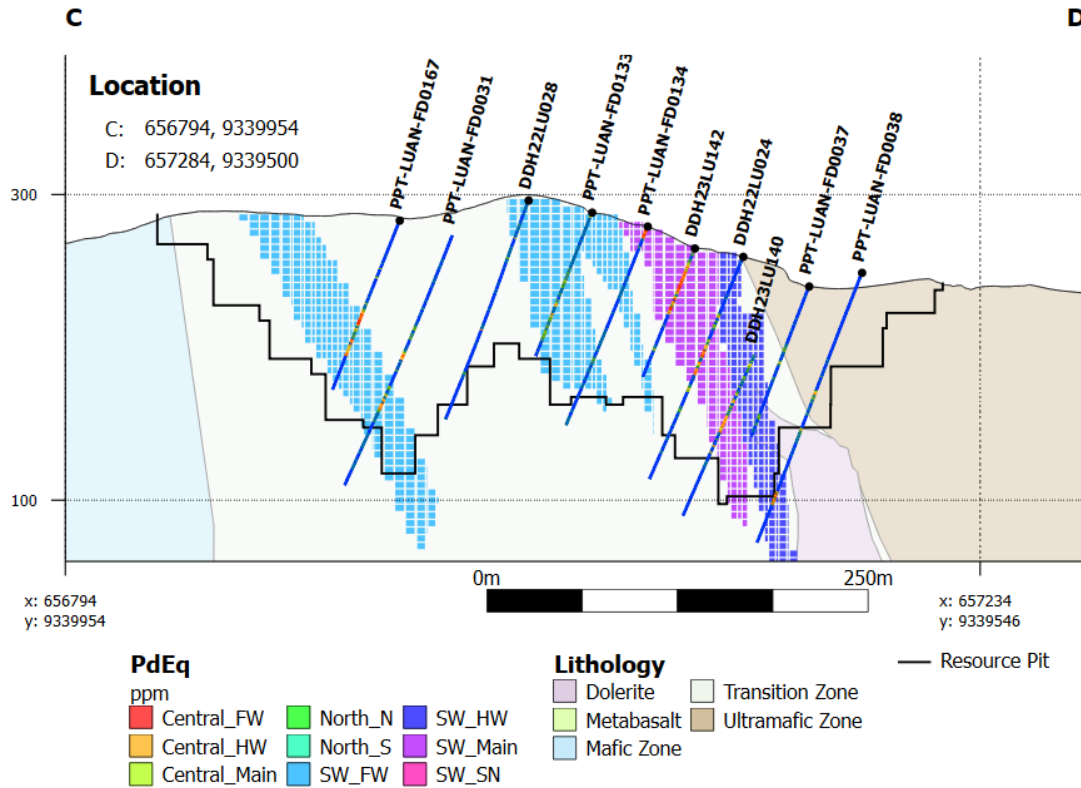 C
D
Location
C: 656794, 9339954
D: 657284, 9339500
PPT-LUAN-FD0167
PPT-LUAN-FD0031
DDH22LU028
PPT-LUAN-FD0133
PPT-LUAN-FD0134
DDH23LU142
DDH22LU024
DDH23LU140
PPT-LUAN-FD0037
PPT-LUAN-FD0038
300
100
0m
250m
x: 656794
y: 9339954
x: 657234
y: 9339546
PdEq
ppm
Central_FW
North_N
SW_HW
Central_HW
North_S
SW_Main
Central_Main
SW_FW
SW_SN
Lithology
Dolerite
Transition Zone
Metabasalt
Ultramafic Zone
Mafic Zone
Resource Pit